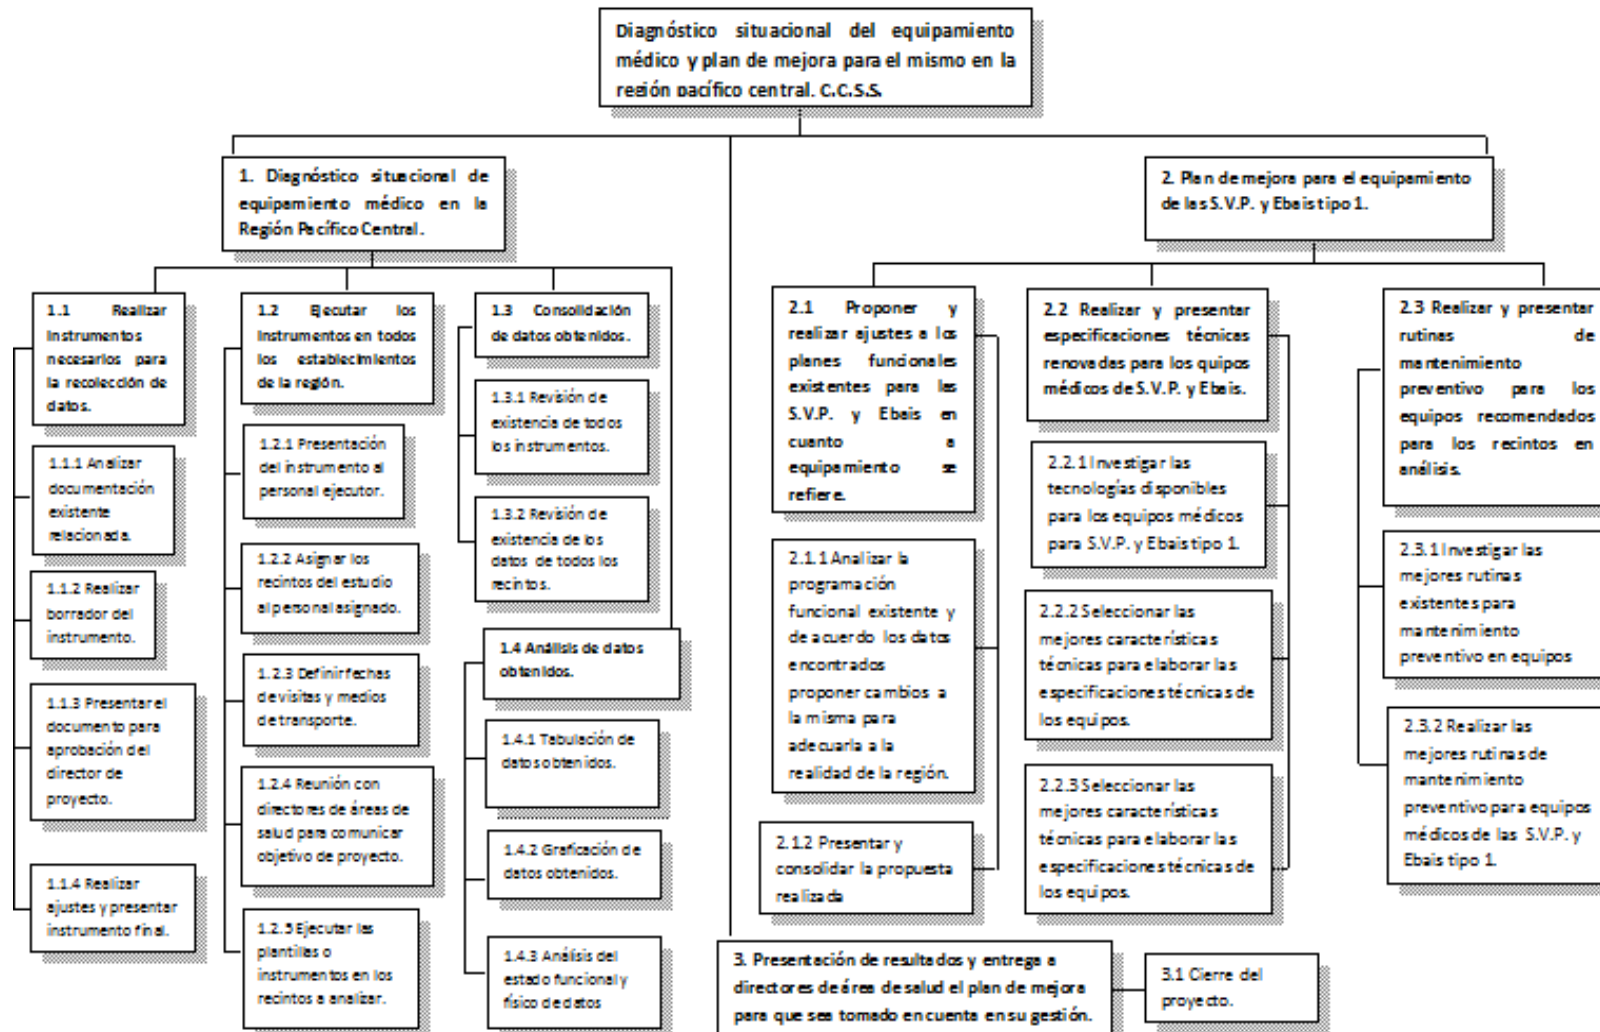 Diagnóstico situacional del equipamiento
médico y plan de mejora para el mismo en la
región pacífico central. C.C.S.S.
1. Diagnóstico situacional de
equipamiento médico en la
Región Pacífico Central.
2. Plan de mejora para el equipamiento
de las S.V.P. y Ebais tipo 1.
1.1 Realizar
Instrumentos
necesarios para
la recolección de
datos.
1.1.1 Analizar
documentación
existente
relacionada.
1.1.2 Realizar
borrador del
instrumento.
1.1.3 Presentar el
documento para
aprobación del
director de
proyecto.
1.1.4 Realizar
ajustes y presentar
instrumento final.
1.2 Ejecutar los
Instrumentos en todos
los establecimientos
de la región.
1.2.1 Presentación
del instrumento al
personal ejecutor.
1.2.2 Asignar los
recintos del estudio
al personal asignado.
1.2.3 Definir fechas
de visitas y medios
de transporte.
1.2.4 Reunión con
directores de áreas de
salud para comunicar
objetivo de proyecto.
1.2.5 Ejecutar las
plantillas o
instrumentos en los
recintos a analizar.
1.3 Consolidación
de datos obtenidos.
1.3.1 Revisión de
existencia de todos
los instrumentos.
1.3.2 Revisión de
existencia de los
datos de todos los
recintos.
1.4 Análisis de datos
obtenidos.
1.4.1 Tabulación de
datos obtenidos.
1.4.2 Graficación de
datos obtenidos.
1.4.3 Análisis del
estado funcional y
físico de datos
2.1 Proponer y
realizar ajustes a los
planes funcionales
existentes para las
S.V.P. y Ebais en
cuanto a
equipamiento se
refiere.
2.1.1 Analizar la
programación
funcional existente y
de acuerdo los datos
encontrados
proponer cambios a
la misma para
adecuarla a la
realidad de la región.
2.1.2 Presentar y
consolidar la propuesta
realizada
2.2 Realizar y presentar
especificaciones técnicas
renovadas para los quipos
médicos de S.V.P. y Ebais.
2.2.1 Investigar las
tecnologías disponibles
para los equipos médicos
para S.V.P. y Ebais tipo 1.
2.2.2 Seleccionar las
mejores características
técnicas para elaborar las
especificaciones técnicas de
los equipos.
2.2.3 Seleccionar las
mejores características
técnicas para elaborar las
especificaciones técnicas de
los equipos.
2.3 Realizar y presentar
rutinas de
mantenimiento
preventivo para los
equipos recomendados
para los recintos en
análisis.
2.3.1 Investigar las
mejores rutinas
existentes para
mantenimiento
preventivo en equipos
2.3.2 Realizar las
mejores rutinas de
mantenimiento
preventivo para equipos
médicos de las S.V.P. y
Ebais tipo 1.
3. Presentación de resultados y entrega a
directores de área de salud el plan de mejora
para que sea tomado en cuenta en su gestión.
3.1 Cierre del
proyecto.